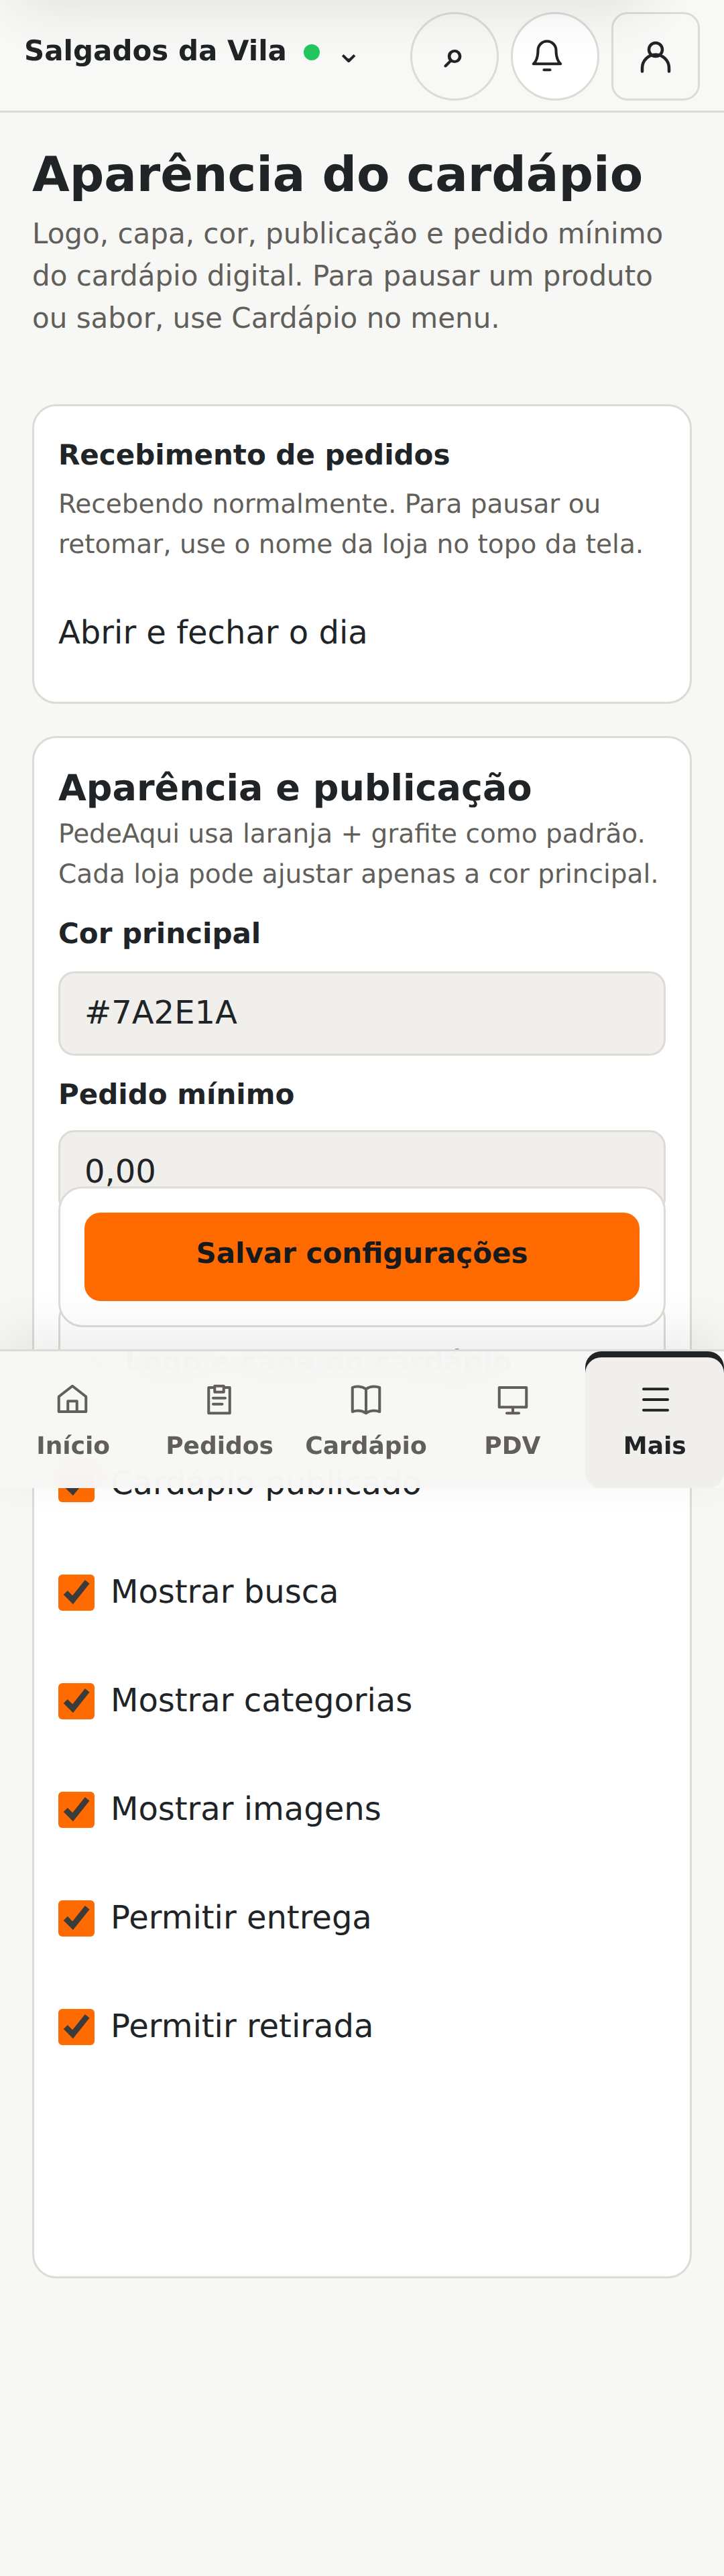 Salgados da Vila
Aparência do cardápio
Logo, capa, cor, publicação e pedido mínimo
do cardápio digital. Para pausar um produto
ou sabor, use Cardápio no menu.
Recebimento de pedidos
Recebendo normalmente. Para pausar ou
retomar, use o nome da loja no topo da tela.
Abrir e fechar o dia
Aparência e publicação
PedeAqui usa laranja + grafite como padrão.
Cada loja pode ajustar apenas a cor principal.
Cor principal
#7A2E1A
Pedido mínimo
0,00
Salvar configurações
Início
Pedidos
Cardápio
PDV
Mais
Cardápio publicado
Mostrar busca
Mostrar categorias
Mostrar imagens
Permitir entrega
Permitir retirada